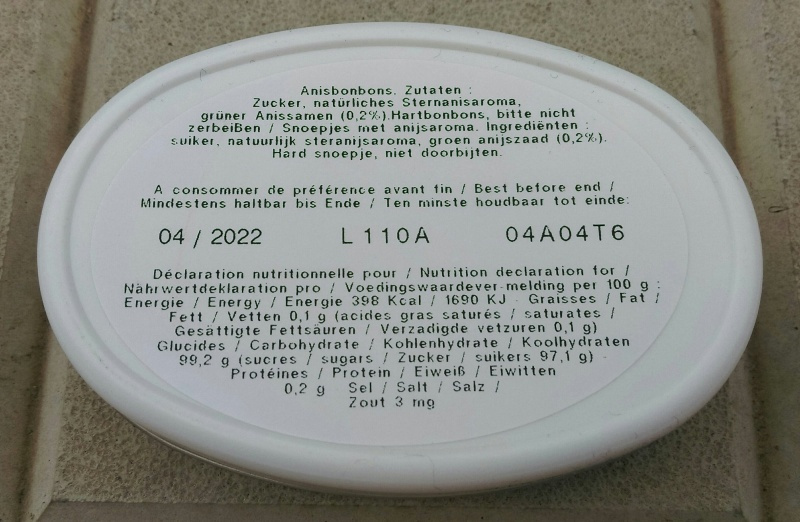 Anisbonbons. Zutaten :
Zucker, natürliches Sternanisaroma,
grüner Anissamen (0,2%).Hartbonbons, bitte nicht
zerbeißen / Snoepjes met anijsaroma. Ingrediënten :
suiker, natuurlijk steranijsaroma, groen anijszaad (0,2%).
Hard snoepje, niet doorbijten.
A consommer de préférence avant fin / Best before end /
Mindestens haltbar bis Ende / Ten minste houdbaar tot einde:
04 / 2022 L110A 04A04T6
Déclaration nutritionnelle pour / Nutrition declaration for /
Nährwertdeklaration pro / Voedingswaardever-melding per 100 g :
Energie / Energy / Energie 398 Kcal / 1690 KJ - Graisses / Fat /
Fett / Vetten 0,1 g (acides gras saturés / saturates /
Gesättigte Fettsäuren / Verzadigde vetzuren 0,1 g)
Glucides / Carbohydrate / Kohlenhydrate / Koolhydraten
99,2 g (sucres / sugars / Zucker / suikers 97,1 g) -
Protéines / Protein / Eiweiß / Eiwitten
0,2 g - Sel / Salt / Salz /
Zout 3 mg